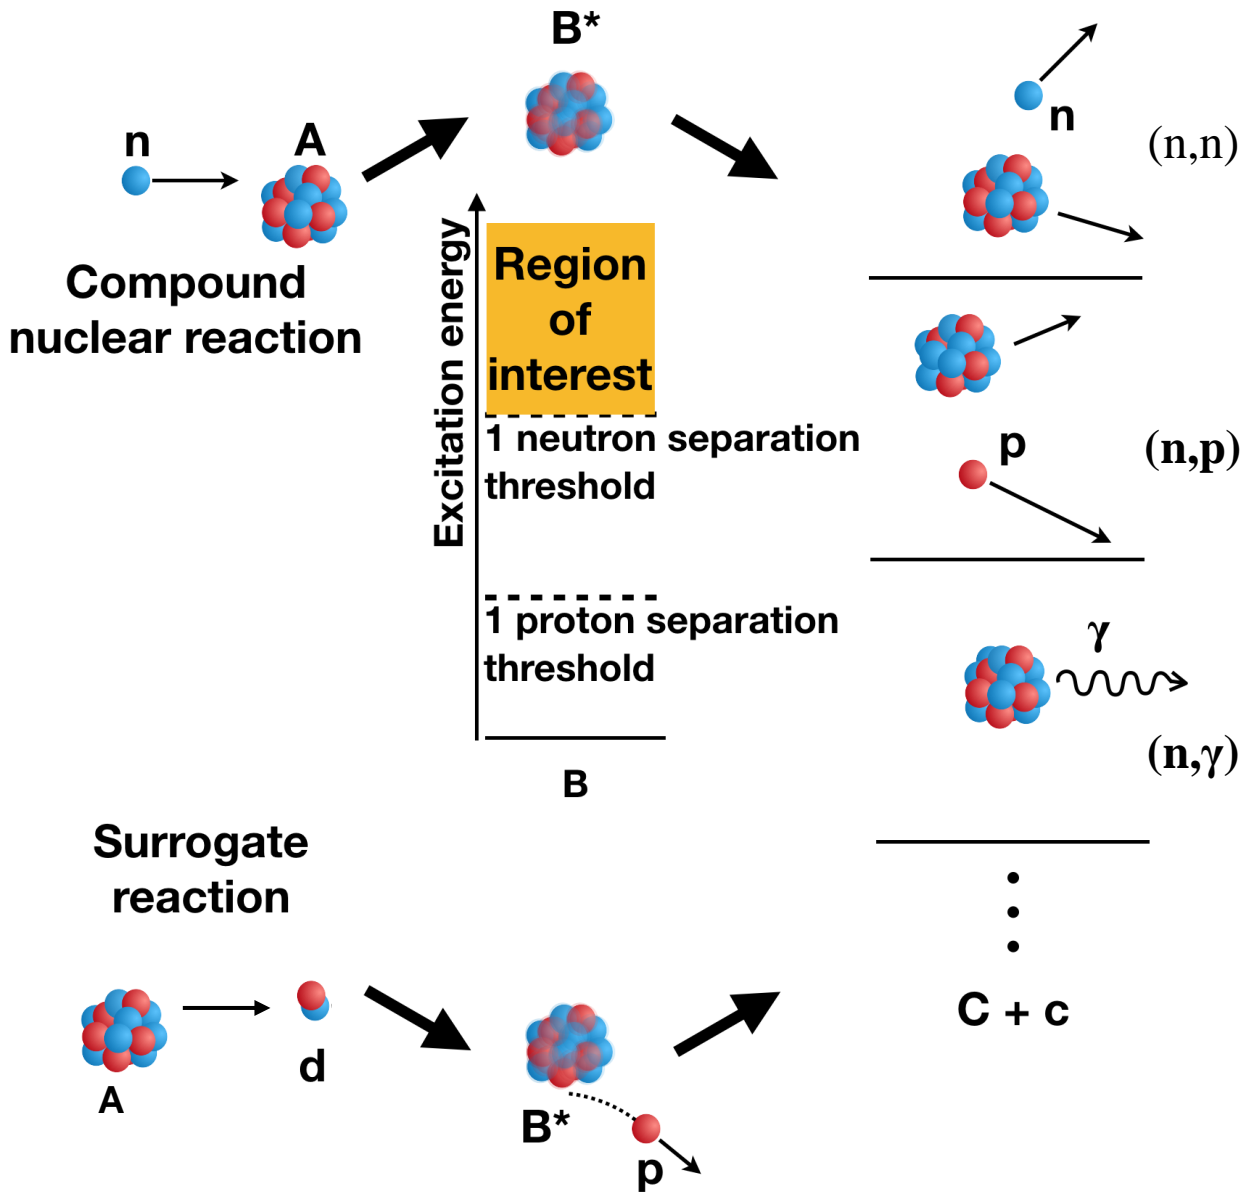 B*
n
A
Compound
nuclear reaction
Excitation energy
Region
of
interest
1 neutron separation
threshold
1 proton separation
threshold
B
n
(n,n)
p
(n,p)
γ
(n,γ)
C + c
Surrogate
reaction
A
d
B*
p